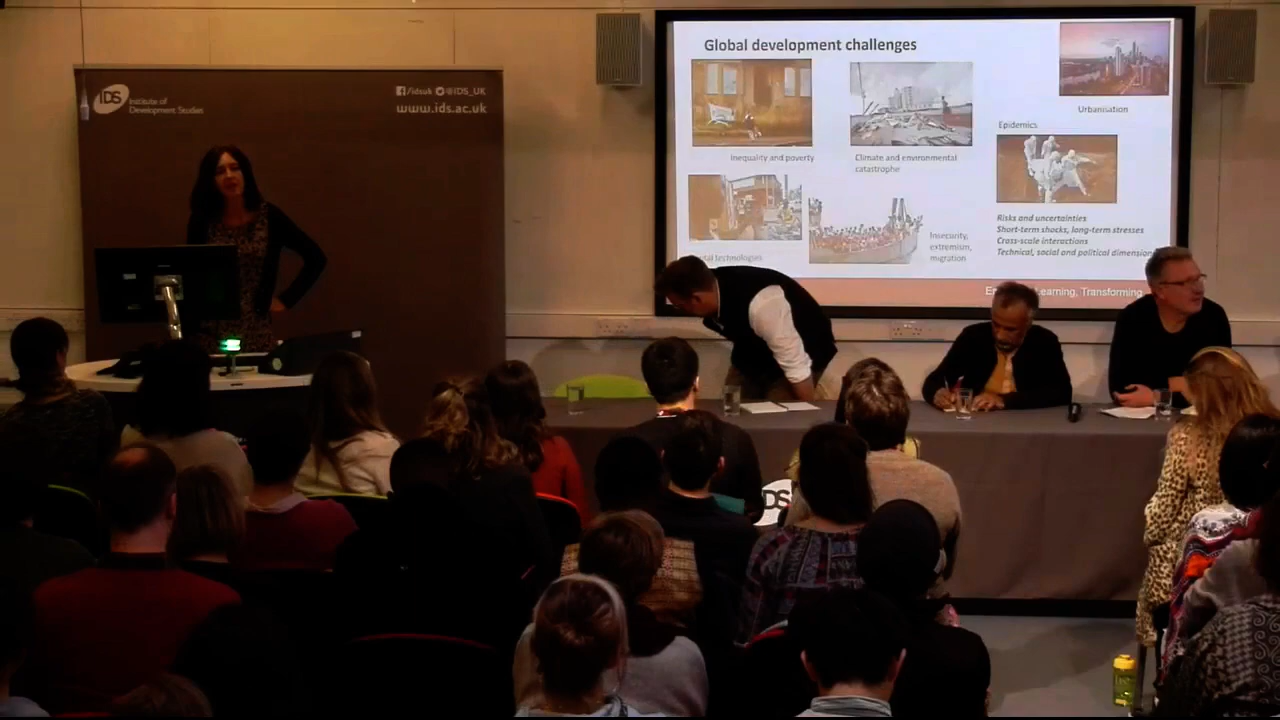 IDS Institute of
Development Studies
/idsuk @IDS_UK
www.ids.ac.uk
Global development challenges
Urbanisation
Epidemics
Inequality and poverty
Climate and environmental
catastrophe
Risks and uncertainties
Short-term shocks, long-term stresses
Cross-scale interactions
Technical, social and political
Insecurity,
extremism,
migration
technologies
Learning, Transforming
IDS